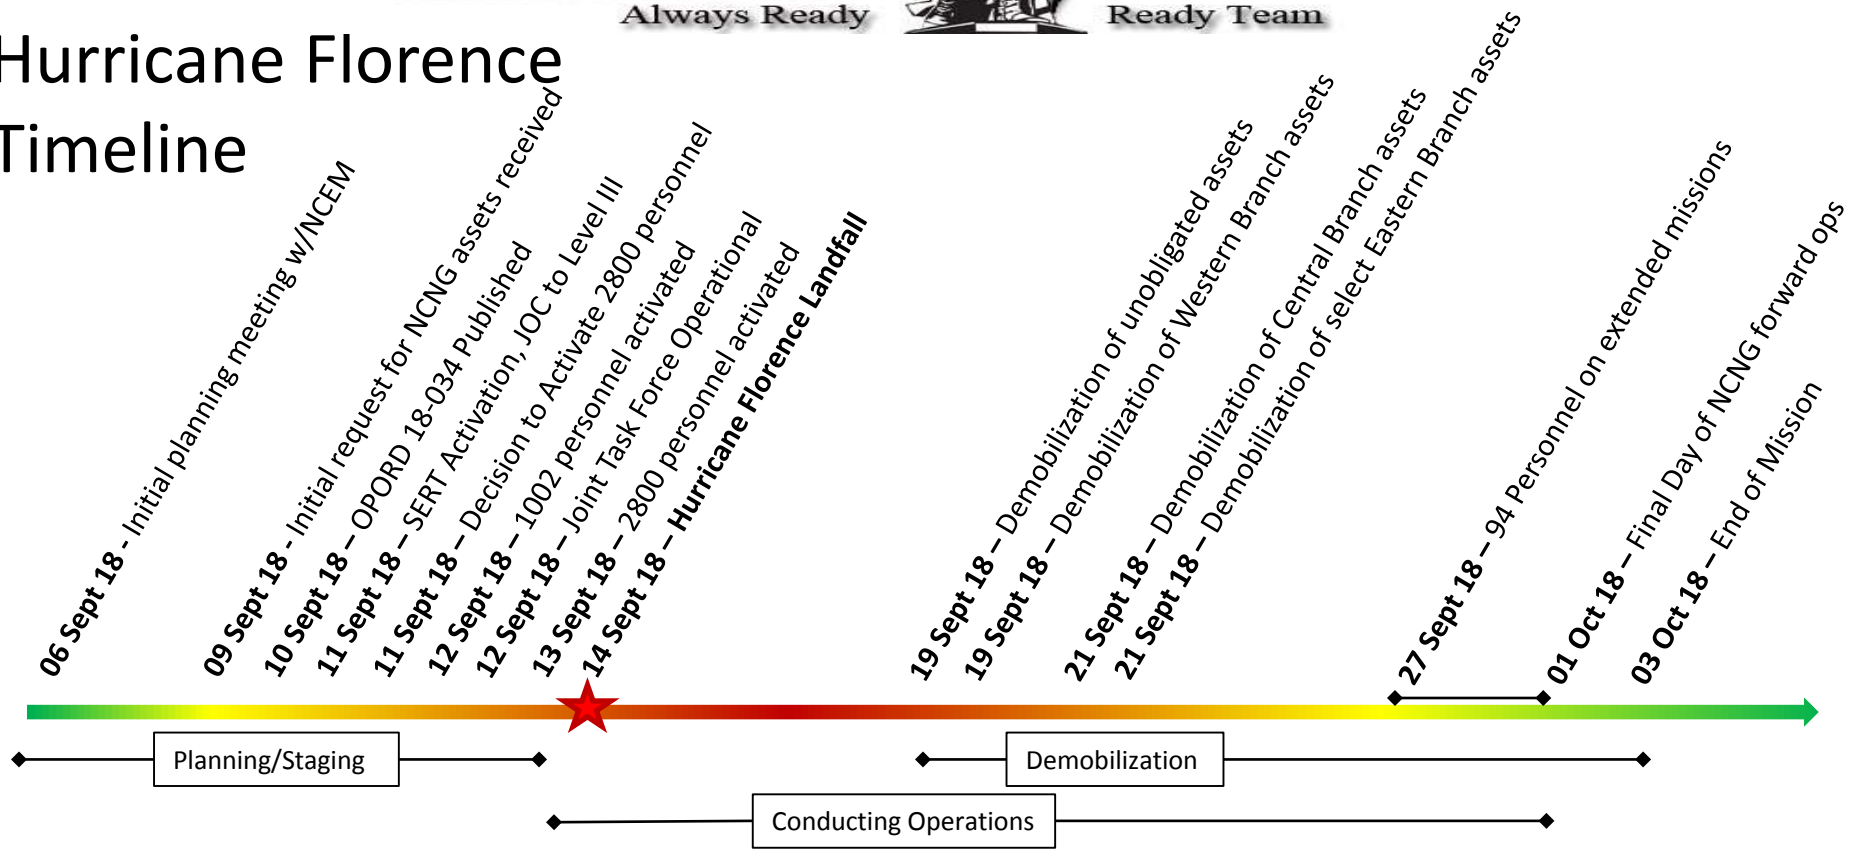 Always Ready Ready Team
Hurricane Florence
Timeline
06 Sept 18 - Initial planning meeting w/NCEM
09 Sept 18 - Initial request for NCNG assets received
10 Sept 18 – OPORD 18-034 Published
11 Sept 18 – SERT Activation, JOC to Level III
11 Sept 18 – Decision to Activate 2800 personnel
12 Sept 18 – 1002 personnel activated
12 Sept 18 – Joint Task Force Operational
13 Sept 18 – 2800 personnel activated
14 Sept 18 – Hurricane Florence Landfall
19 Sept 18 – Demobilization of unobligated assets
19 Sept 18 – Demobilization of Western Branch assets
21 Sept 18 – Demobilization of Central Branch assets
21 Sept 18 – Demobilization of select Eastern Branch assets
27 Sept 18 – 94 Personnel on extended missions
01 Oct 18 – Final Day of NCNG forward ops
03 Oct 18 – End of Mission
Planning/Staging
Demobilization
Conducting Operations